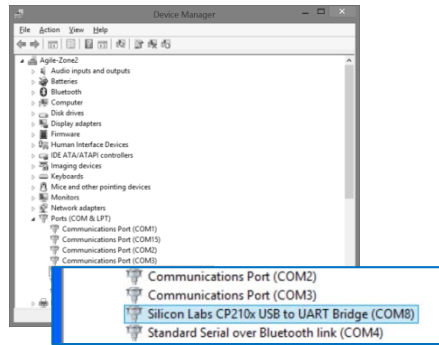 Device Manager
File Action View Help
Agile-Zone2
Audio inputs and outputs
Batteries
Bluetooth
Computer
Disk drives
Display adapters
Firmware
Human Interface Devices
IDE ATA/ATAPI controllers
Imaging devices
Keyboards
Mice and other pointing devices
Monitors
Network adapters
Ports (COM & LPT)
Communications Port (COM1)
Communications Port (COM15)
Communications Port (COM2)
Communications Port (COM3)
Communications Port (COM2)
Communications Port (COM3)
Silicon Labs CP210x USB to UART Bridge (COM8)
Standard Serial over Bluetooth link (COM4)